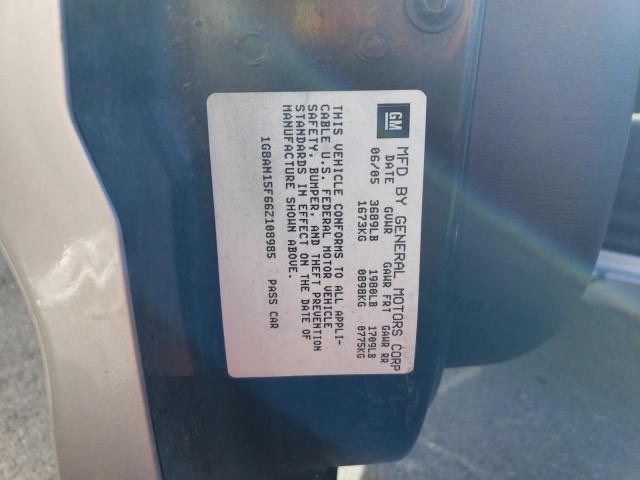 GM
MFD BY GENERAL MOTORS CORP
DATE GVWR GAWR FRT GAWR RR
06/05 3689LB 1980LB 1709LB
1673KG 0898KG 0775KG
THIS VEHICLE CONFORMS TO ALL APPLI-
CABLE U.S. FEDERAL MOTOR VEHICLE
SAFETY, BUMPER, AND THEFT PREVENTION
STANDARDS IN EFFECT ON THE DATE OF
MANUFACTURE SHOWN ABOVE.
1G8AM15F66Z108985 PASS CAR